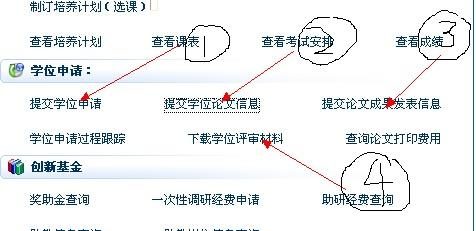 制订培养计划(选课)
查看培养计划 查看课表 1 查看考试安排 2 查看成绩 3
学位申请：
提交学位申请 提交学位论文信息 提交论文成果发表信息
学位申请过程跟踪 下载学位评审材料 查询论文打印费用
创新基金 4
奖助金查询 一次性调研经费申请 助研经费查询